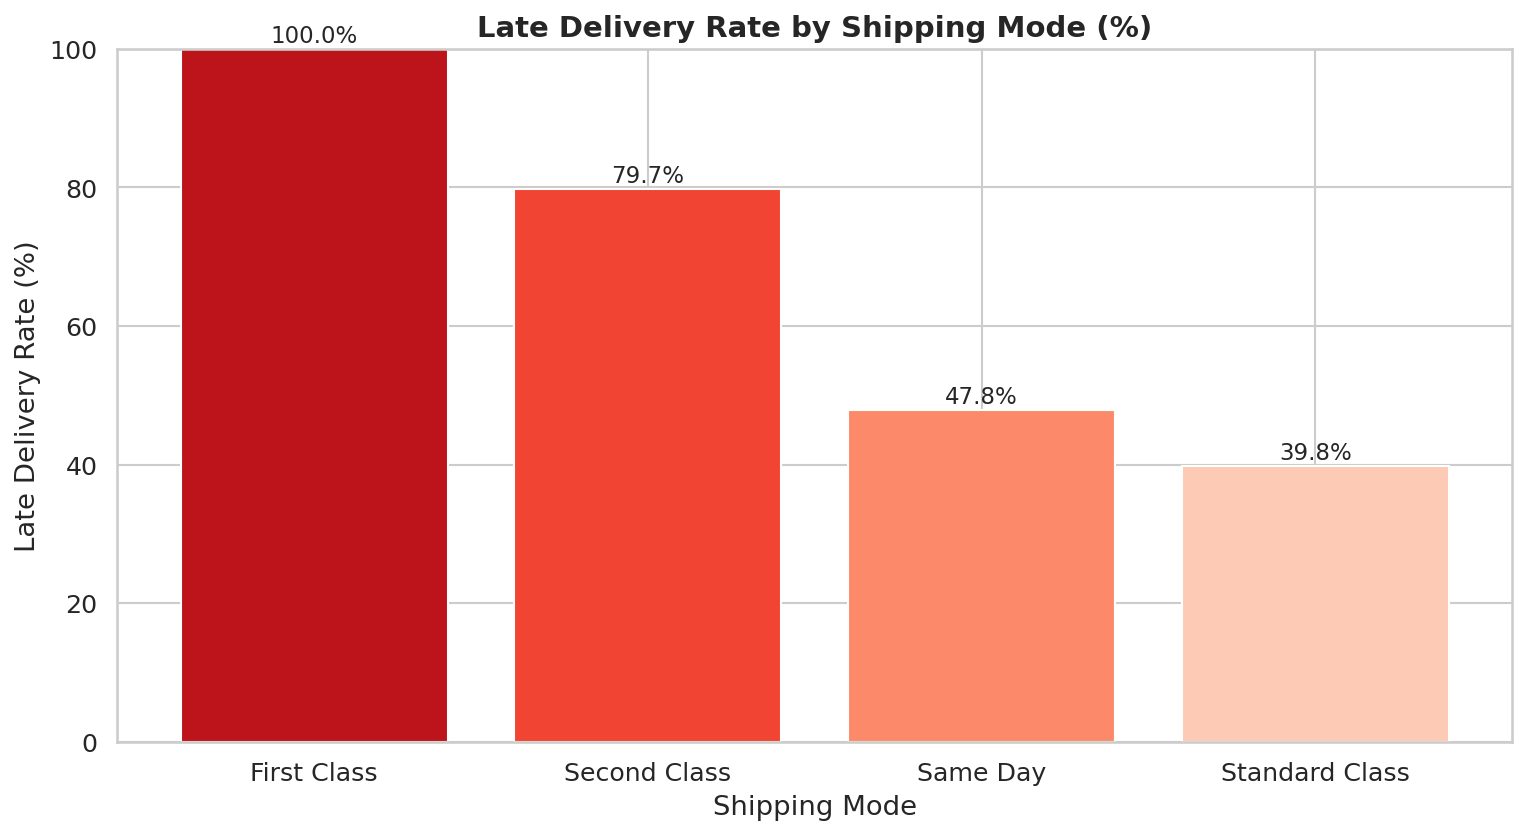 Late Delivery Rate by Shipping Mode (%)
100.0%
79.7%
47.8%
39.8%
100
80
60
40
20
0
Late Delivery Rate (%)
First Class
Second Class
Same Day
Standard Class
Shipping Mode